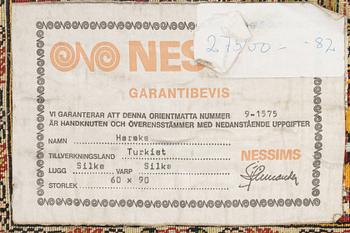 27500:- -82
NES
GARANTIBEVIS
VI GARANTERAR ATT DENNA ORIENTMATTA NUMMER 9-1575
ÄR HANDKNUTEN OCH ÖVERENSSTÄMMER MED NEDANSTÅENDE UPPGIFTER
NAMN Hereke
TILLVERKNINGSLAND Turkiet
LUGG Silke VARP Silke
STORLEK 60 x 90
NESSIMS